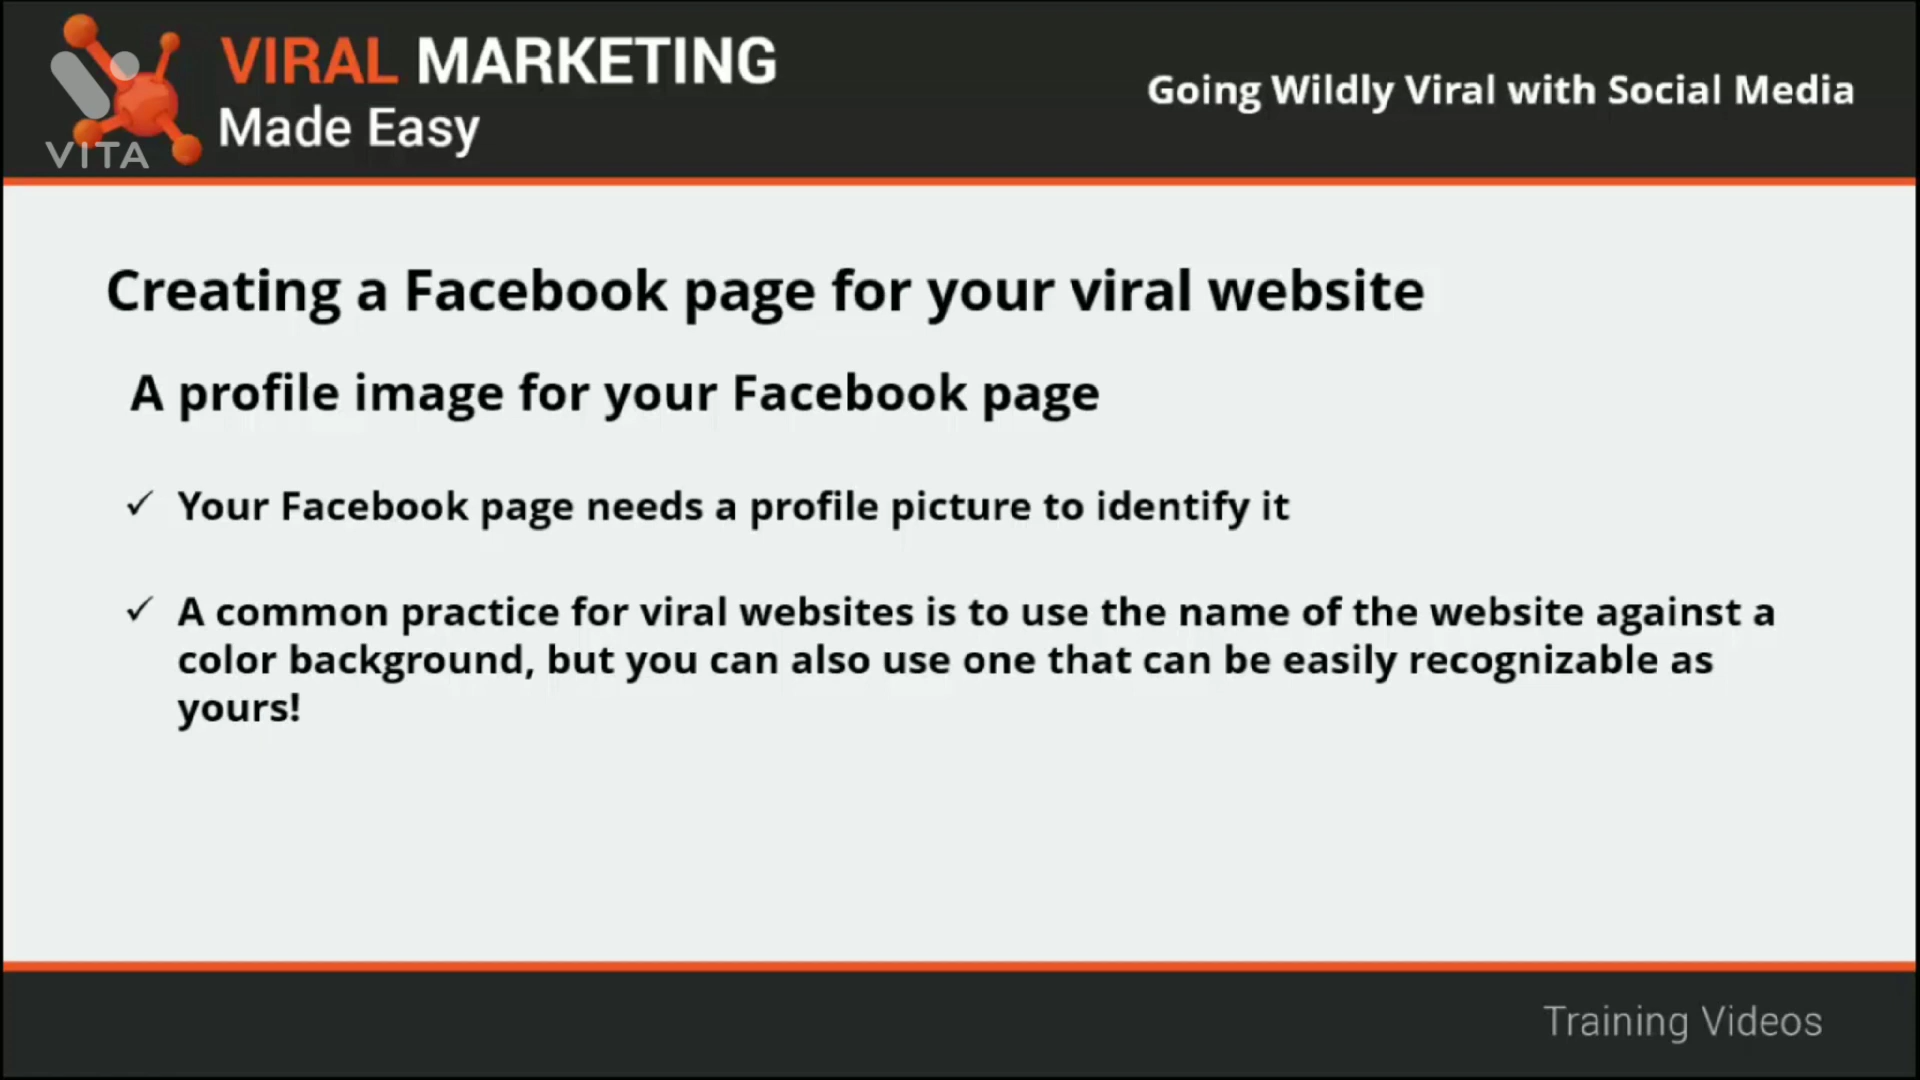 VIRAL MARKETING
Made Easy
VITA
Going Wildly Viral with Social Media
Creating a Facebook page for your viral website
A profile image for your Facebook page
✓ Your Facebook page needs a profile picture to identify it
✓ A common practice for viral websites is to use the name of the website against a
color background, but you can also use one that can be easily recognizable as
yours!
Training Videos